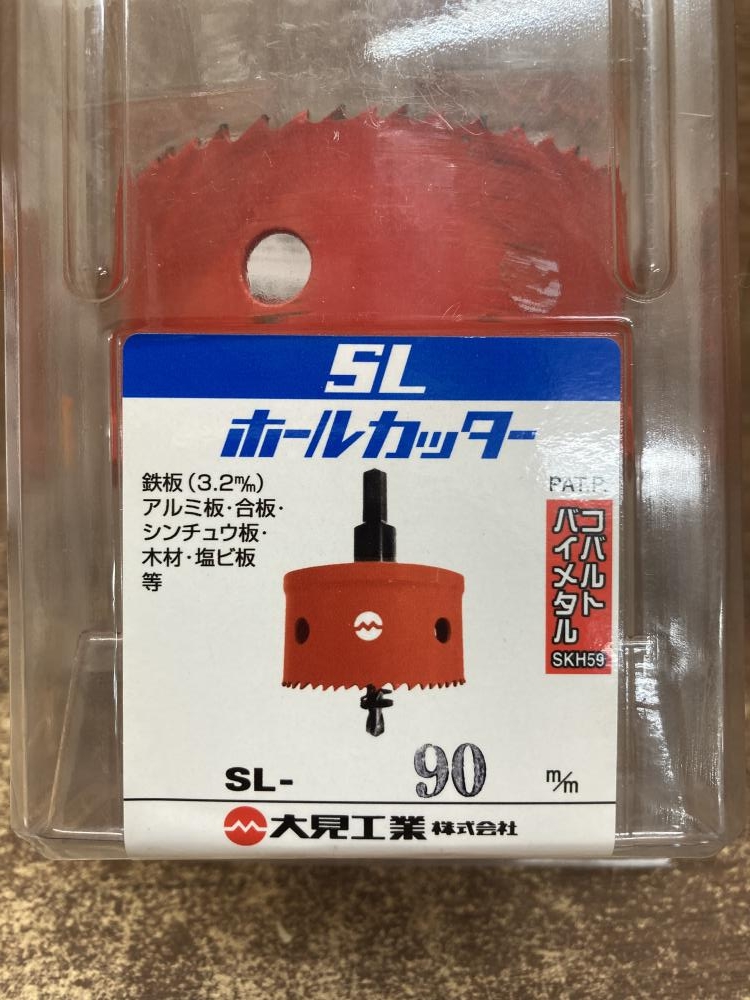 SL
ホールカッター
鉄板(3.2㎜)
アルミ板・合板・
シンチュウ板・
木材・塩ビ板
等
PAT.P.
コバルト
バイメタル
SKH59
SL- 90 m/m
大見工業株式会社